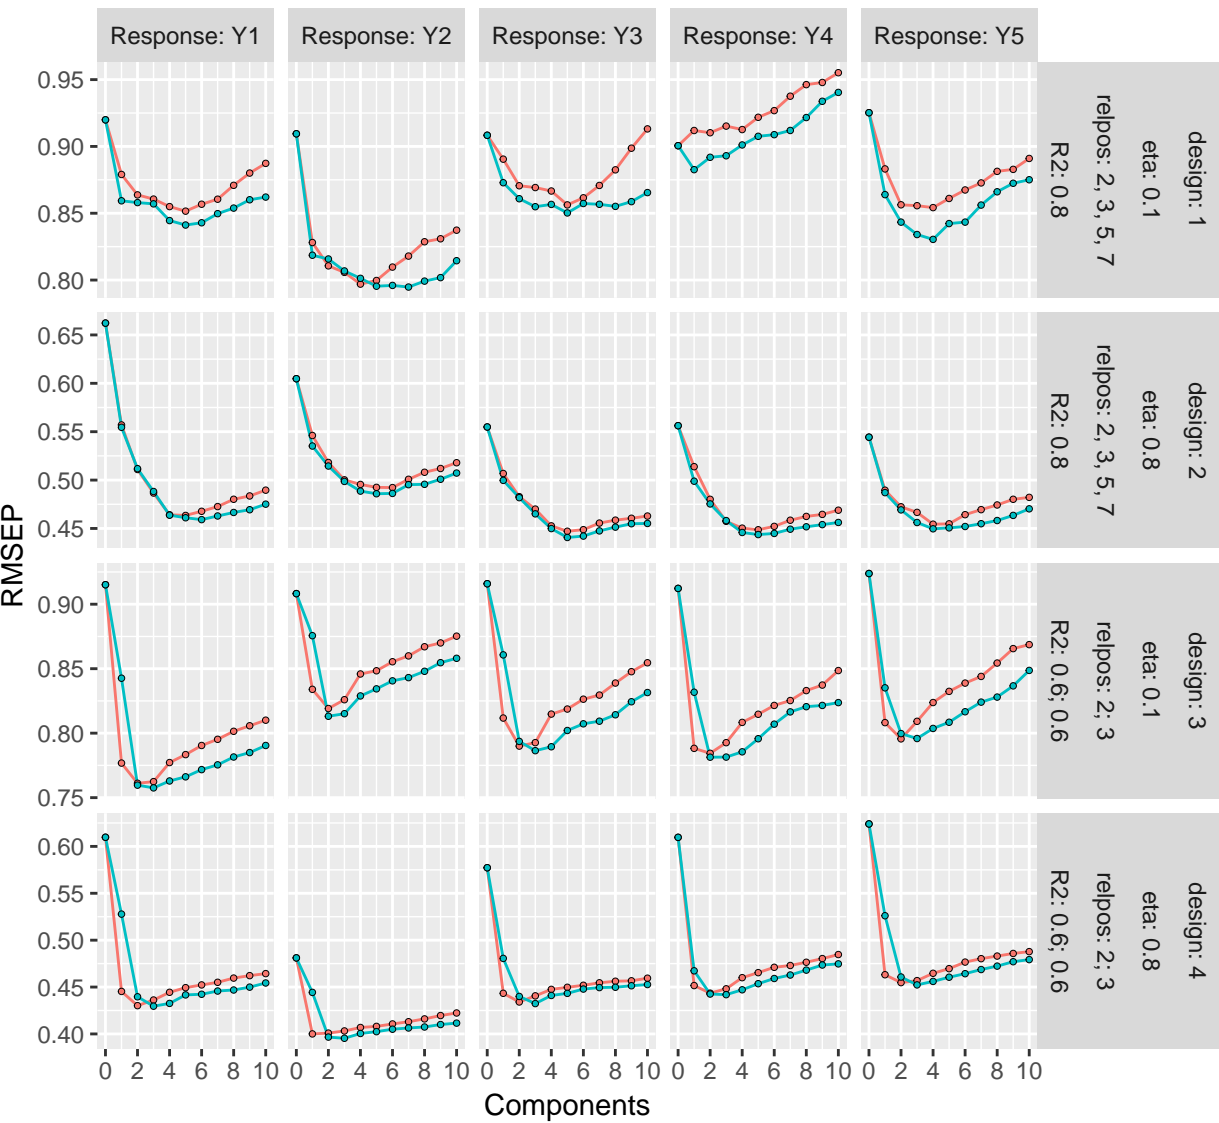 Response: Y1
Response: Y2
Response: Y3
Response: Y4
Response: Y5
0.95
0.90
0.85
0.80
design: 1
eta: 0.1
relpos: 2, 3, 5, 7
R2: 0.8
0.65
0.60
0.55
0.50
0.45
design: 2
eta: 0.8
relpos: 2, 3, 5, 7
R2: 0.8
RMSEP
0.90
0.85
0.80
0.75
design: 3
eta: 0.1
relpos: 2; 3
R2: 0.6; 0.6
0.60
0.55
0.50
0.45
0.40
design: 4
eta: 0.8
relpos: 2; 3
R2: 0.6; 0.6
0 2 4 6 8 10
0 2 4 6 8 10
0 2 4 6 8 10
0 2 4 6 8 10
0 2 4 6 8 10
Components